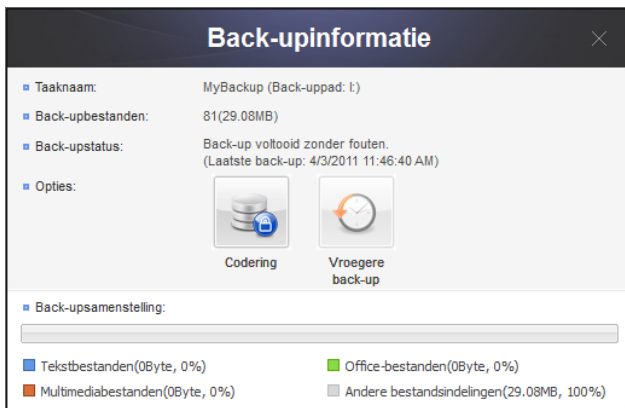 Back-upinformatie
Taaknaam: MyBackup (Back-uppad: I:)
Back-upbestanden: 81(29.08MB)
Back-upstatus: Back-up voltooid zonder fouten.
(Laatste back-up: 4/3/2011 11:46:40 AM)
Opties:
Codering
Vroegere
back-up
Back-upsamenstelling:
Tekstbestanden(0Byte, 0%)
Office-bestanden(0Byte, 0%)
Multimediabestanden(0Byte, 0%)
Andere bestandsindelingen(29.08MB, 100%)